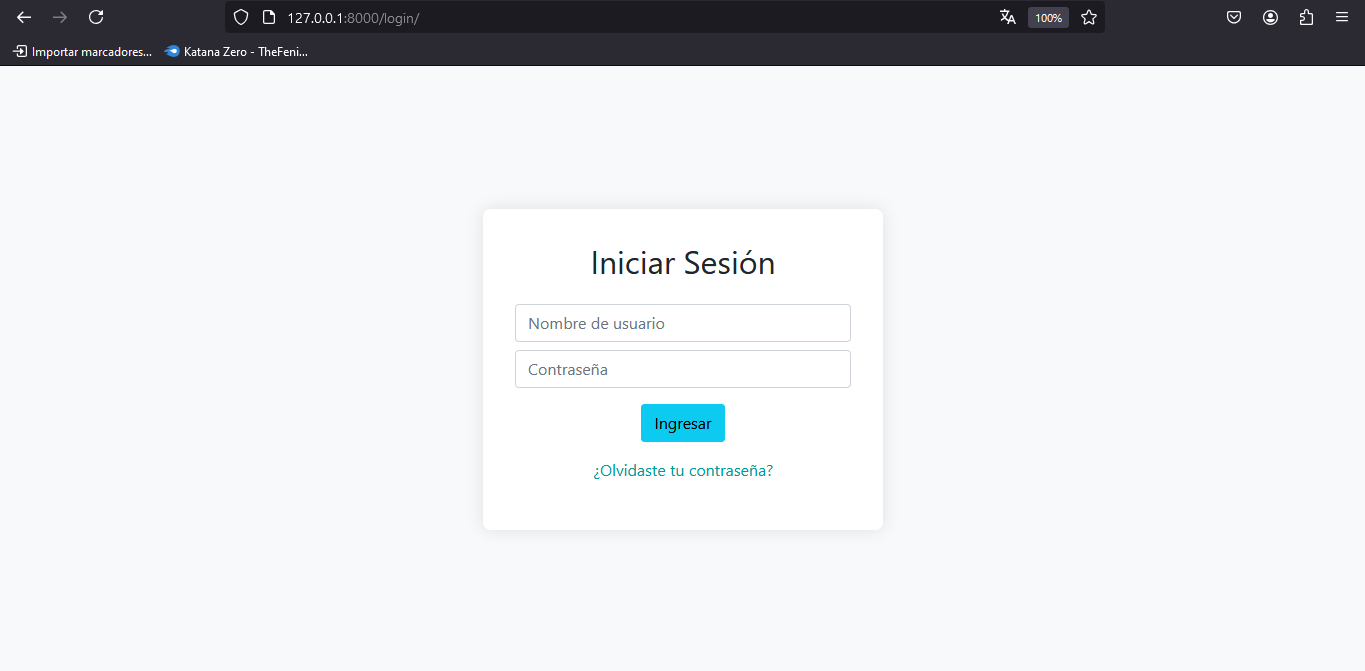 127.0.0.1:8000/login/
100%
Importar marcadores...
Katana Zero - TheFeni...
Iniciar Sesión
Nombre de usuario
Contraseña
Ingresar
¿Olvidaste tu contraseña?